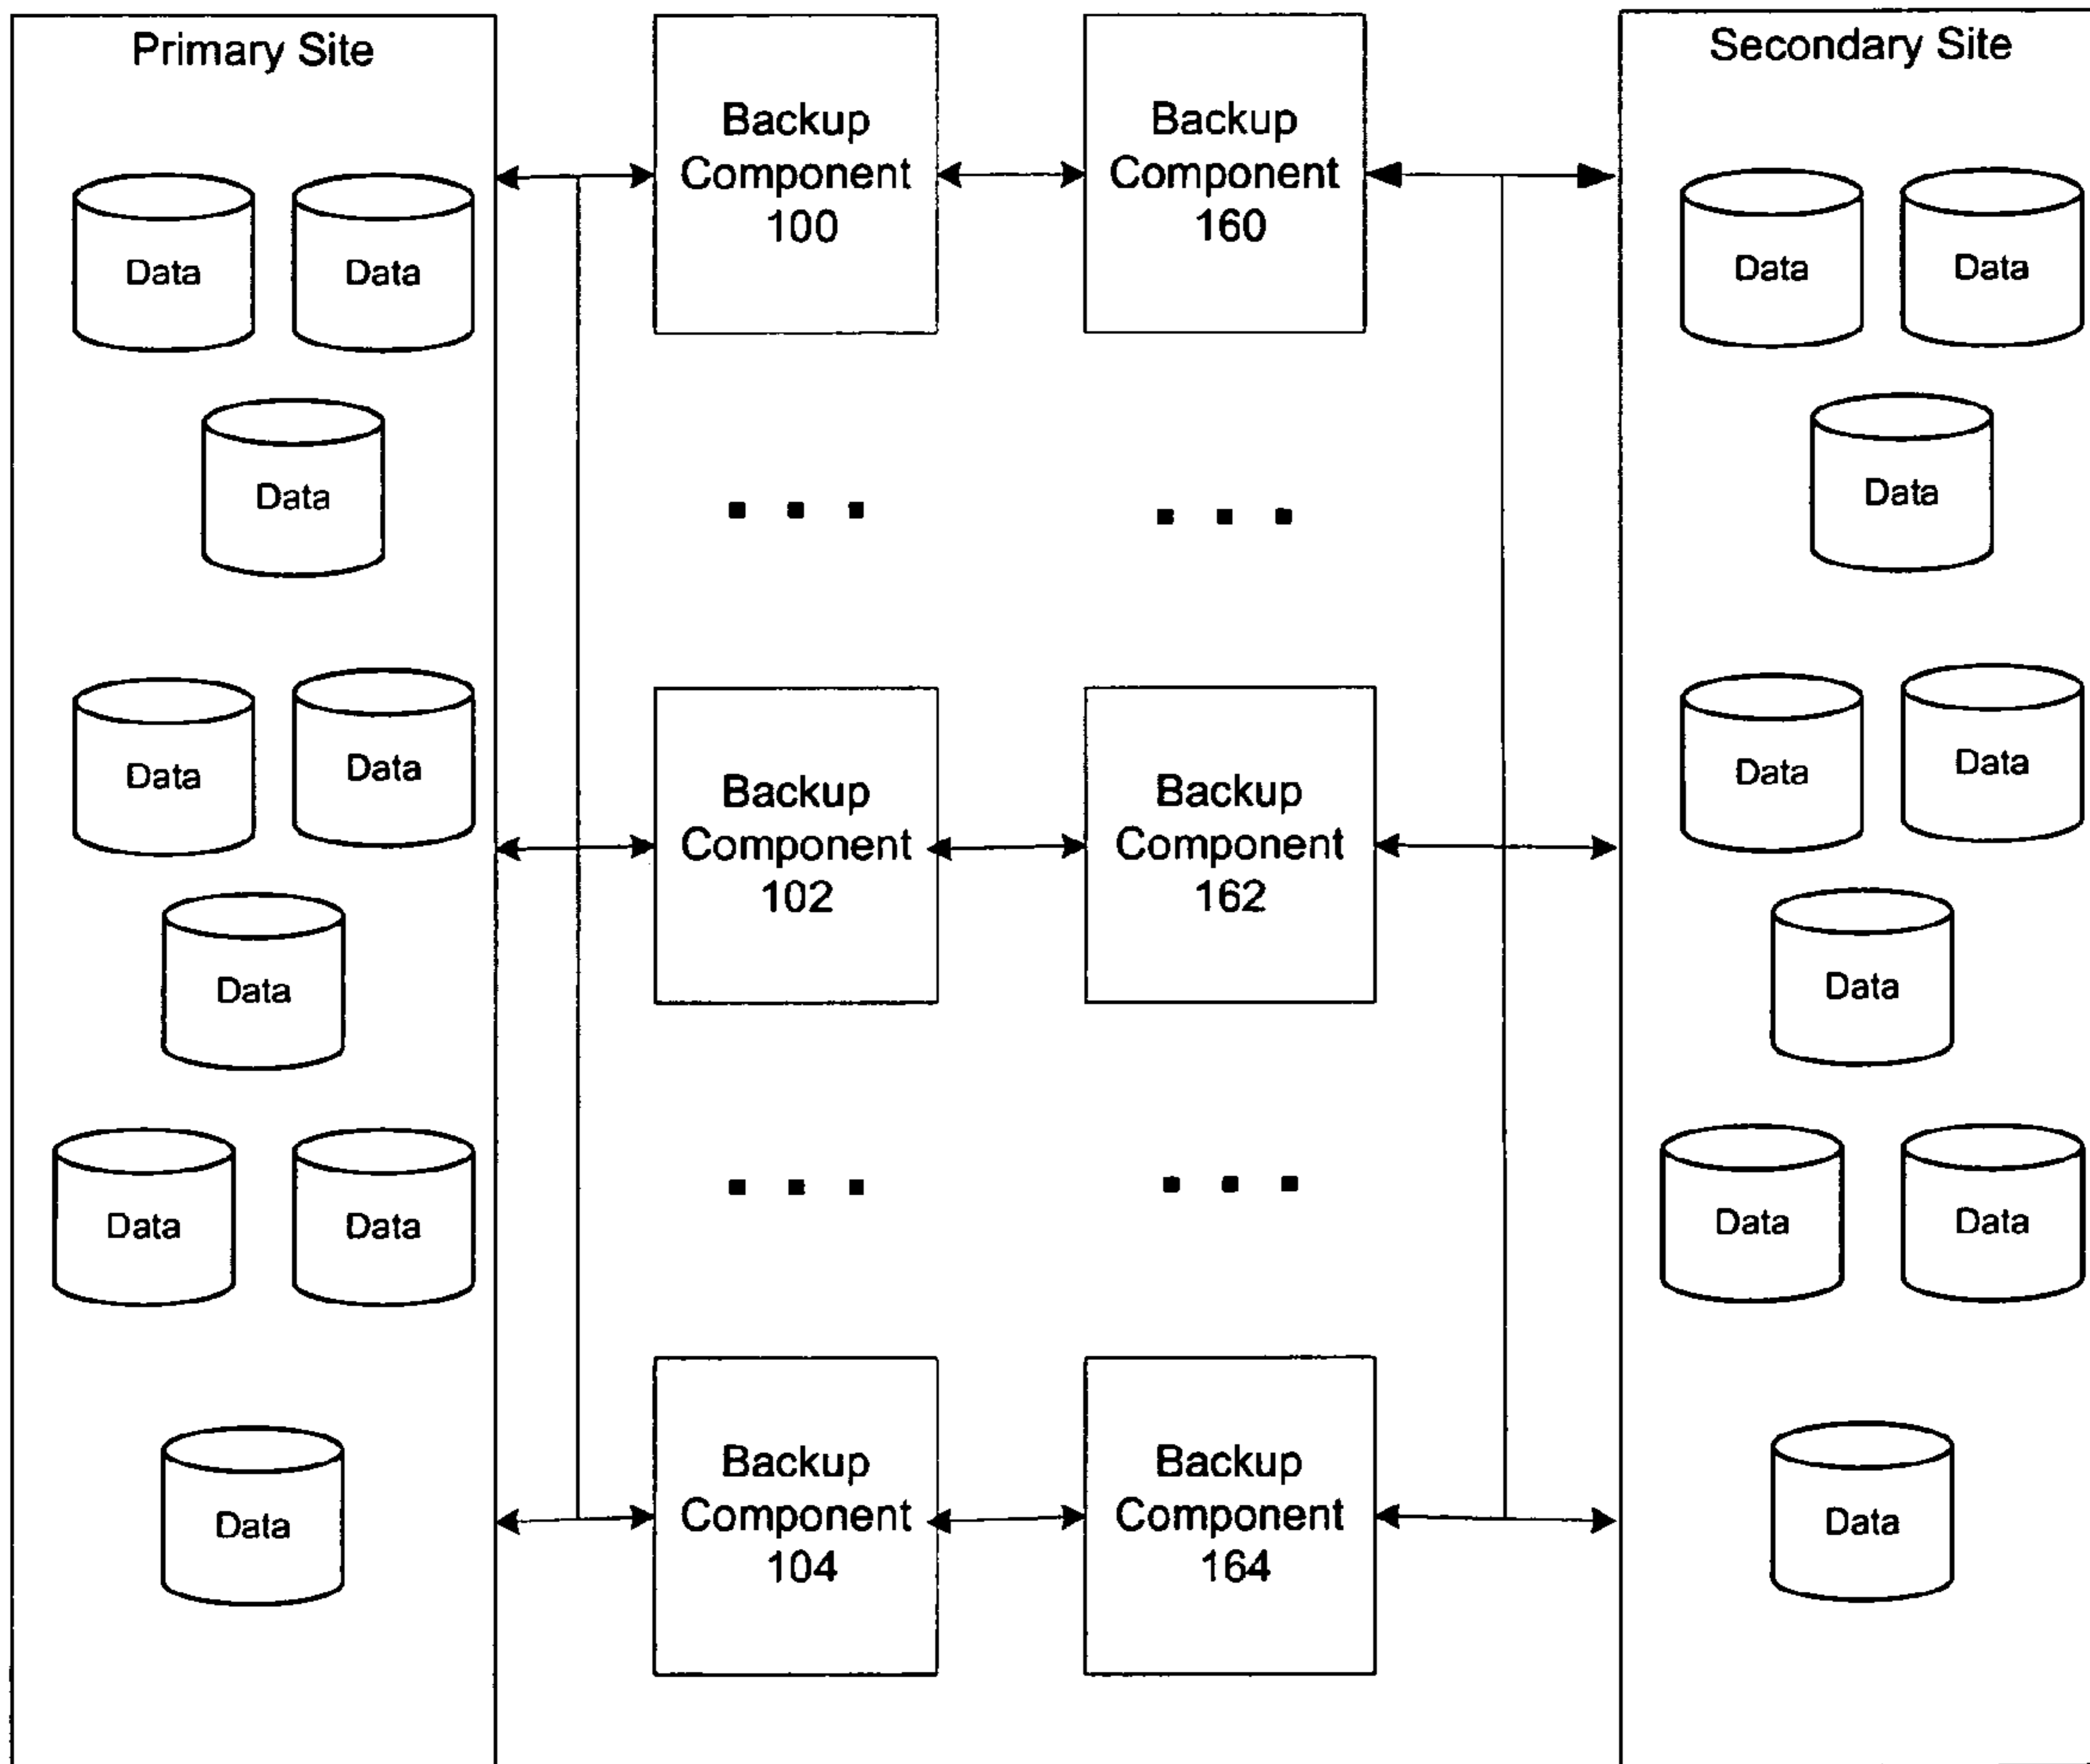 Primary Site
Data
Data
Data
Data
Data
Data
Data
Data
Data
Backup
Component
100
Backup
Component
160
. . .
. . .
Backup
Component
102
Backup
Component
162
. . .
. . .
Backup
Component
104
Backup
Component
164
Secondary Site
Data
Data
Data
Data
Data
Data
Data
Data
Data